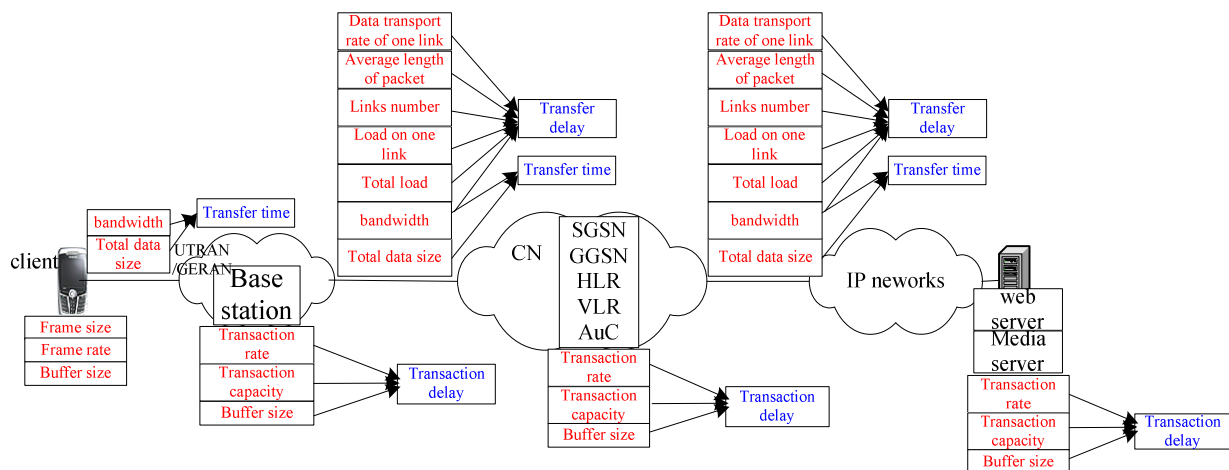 client
Frame size
Frame rate
Buffer size
bandwidth
Total data
size
Transfer time
UTRAN
/GERAN
Base
station
Transaction
rate
Transaction
capacity
Buffer size
Transaction
delay
Data transport
rate of one link
Average length
of packet
Links number
Load on one
link
Total load
bandwidth
Total data size
Transfer
delay
Transfer time
CN
SGSN
GGSN
HLR
VLR
AuC
Transaction
rate
Transaction
capacity
Buffer size
Transaction
delay
Data transport
rate of one link
Average length
of packet
Links number
Load on one
link
Total load
bandwidth
Total data size
Transfer
delay
Transfer time
IP neworks
web
server
Media
server
Transaction
rate
Transaction
capacity
Buffer size
Transaction
delay